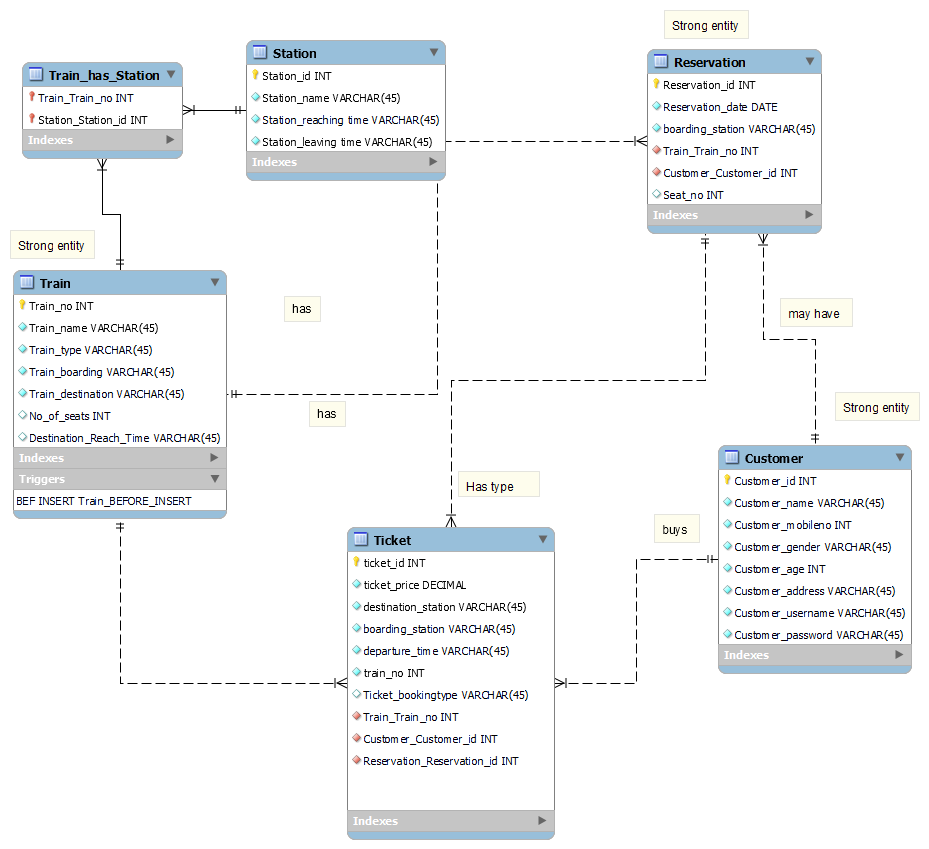 Strong entity
Station
Station_id INT
Station_name VARCHAR(45)
Station_reaching time VARCHAR(45)
Station_leaving time VARCHAR(45)
Indexes
Train_has_Station
Train_Train_no INT
Station_Station_id INT
Indexes
Reservation
Reservation_id INT
Reservation_date DATE
boarding_station VARCHAR(45)
Train_Train_no INT
Customer_Customer_id INT
Seat_no INT
Indexes
Strong entity
Train
Train_no INT
Train_name VARCHAR(45)
Train_type VARCHAR(45)
Train_boarding VARCHAR(45)
Train_destination VARCHAR(45)
No_of_seats INT
Destination_Reach_Time VARCHAR(45)
Indexes
Triggers
BEF INSERT Train_BEFORE_INSERT
has
has
may have
Strong entity
Has type
buys
Customer
Customer_id INT
Customer_name VARCHAR(45)
Customer_mobileno INT
Customer_gender VARCHAR(45)
Customer_age INT
Customer_address VARCHAR(45)
Customer_username VARCHAR(45)
Customer_password VARCHAR(45)
Indexes
Ticket
ticket_id INT
ticket_price DECIMAL
destination_station VARCHAR(45)
boarding_station VARCHAR(45)
departure_time VARCHAR(45)
train_no INT
Ticket_bookingtype VARCHAR(45)
Train_Train_no INT
Customer_Customer_id INT
Reservation_Reservation_id INT
Indexes